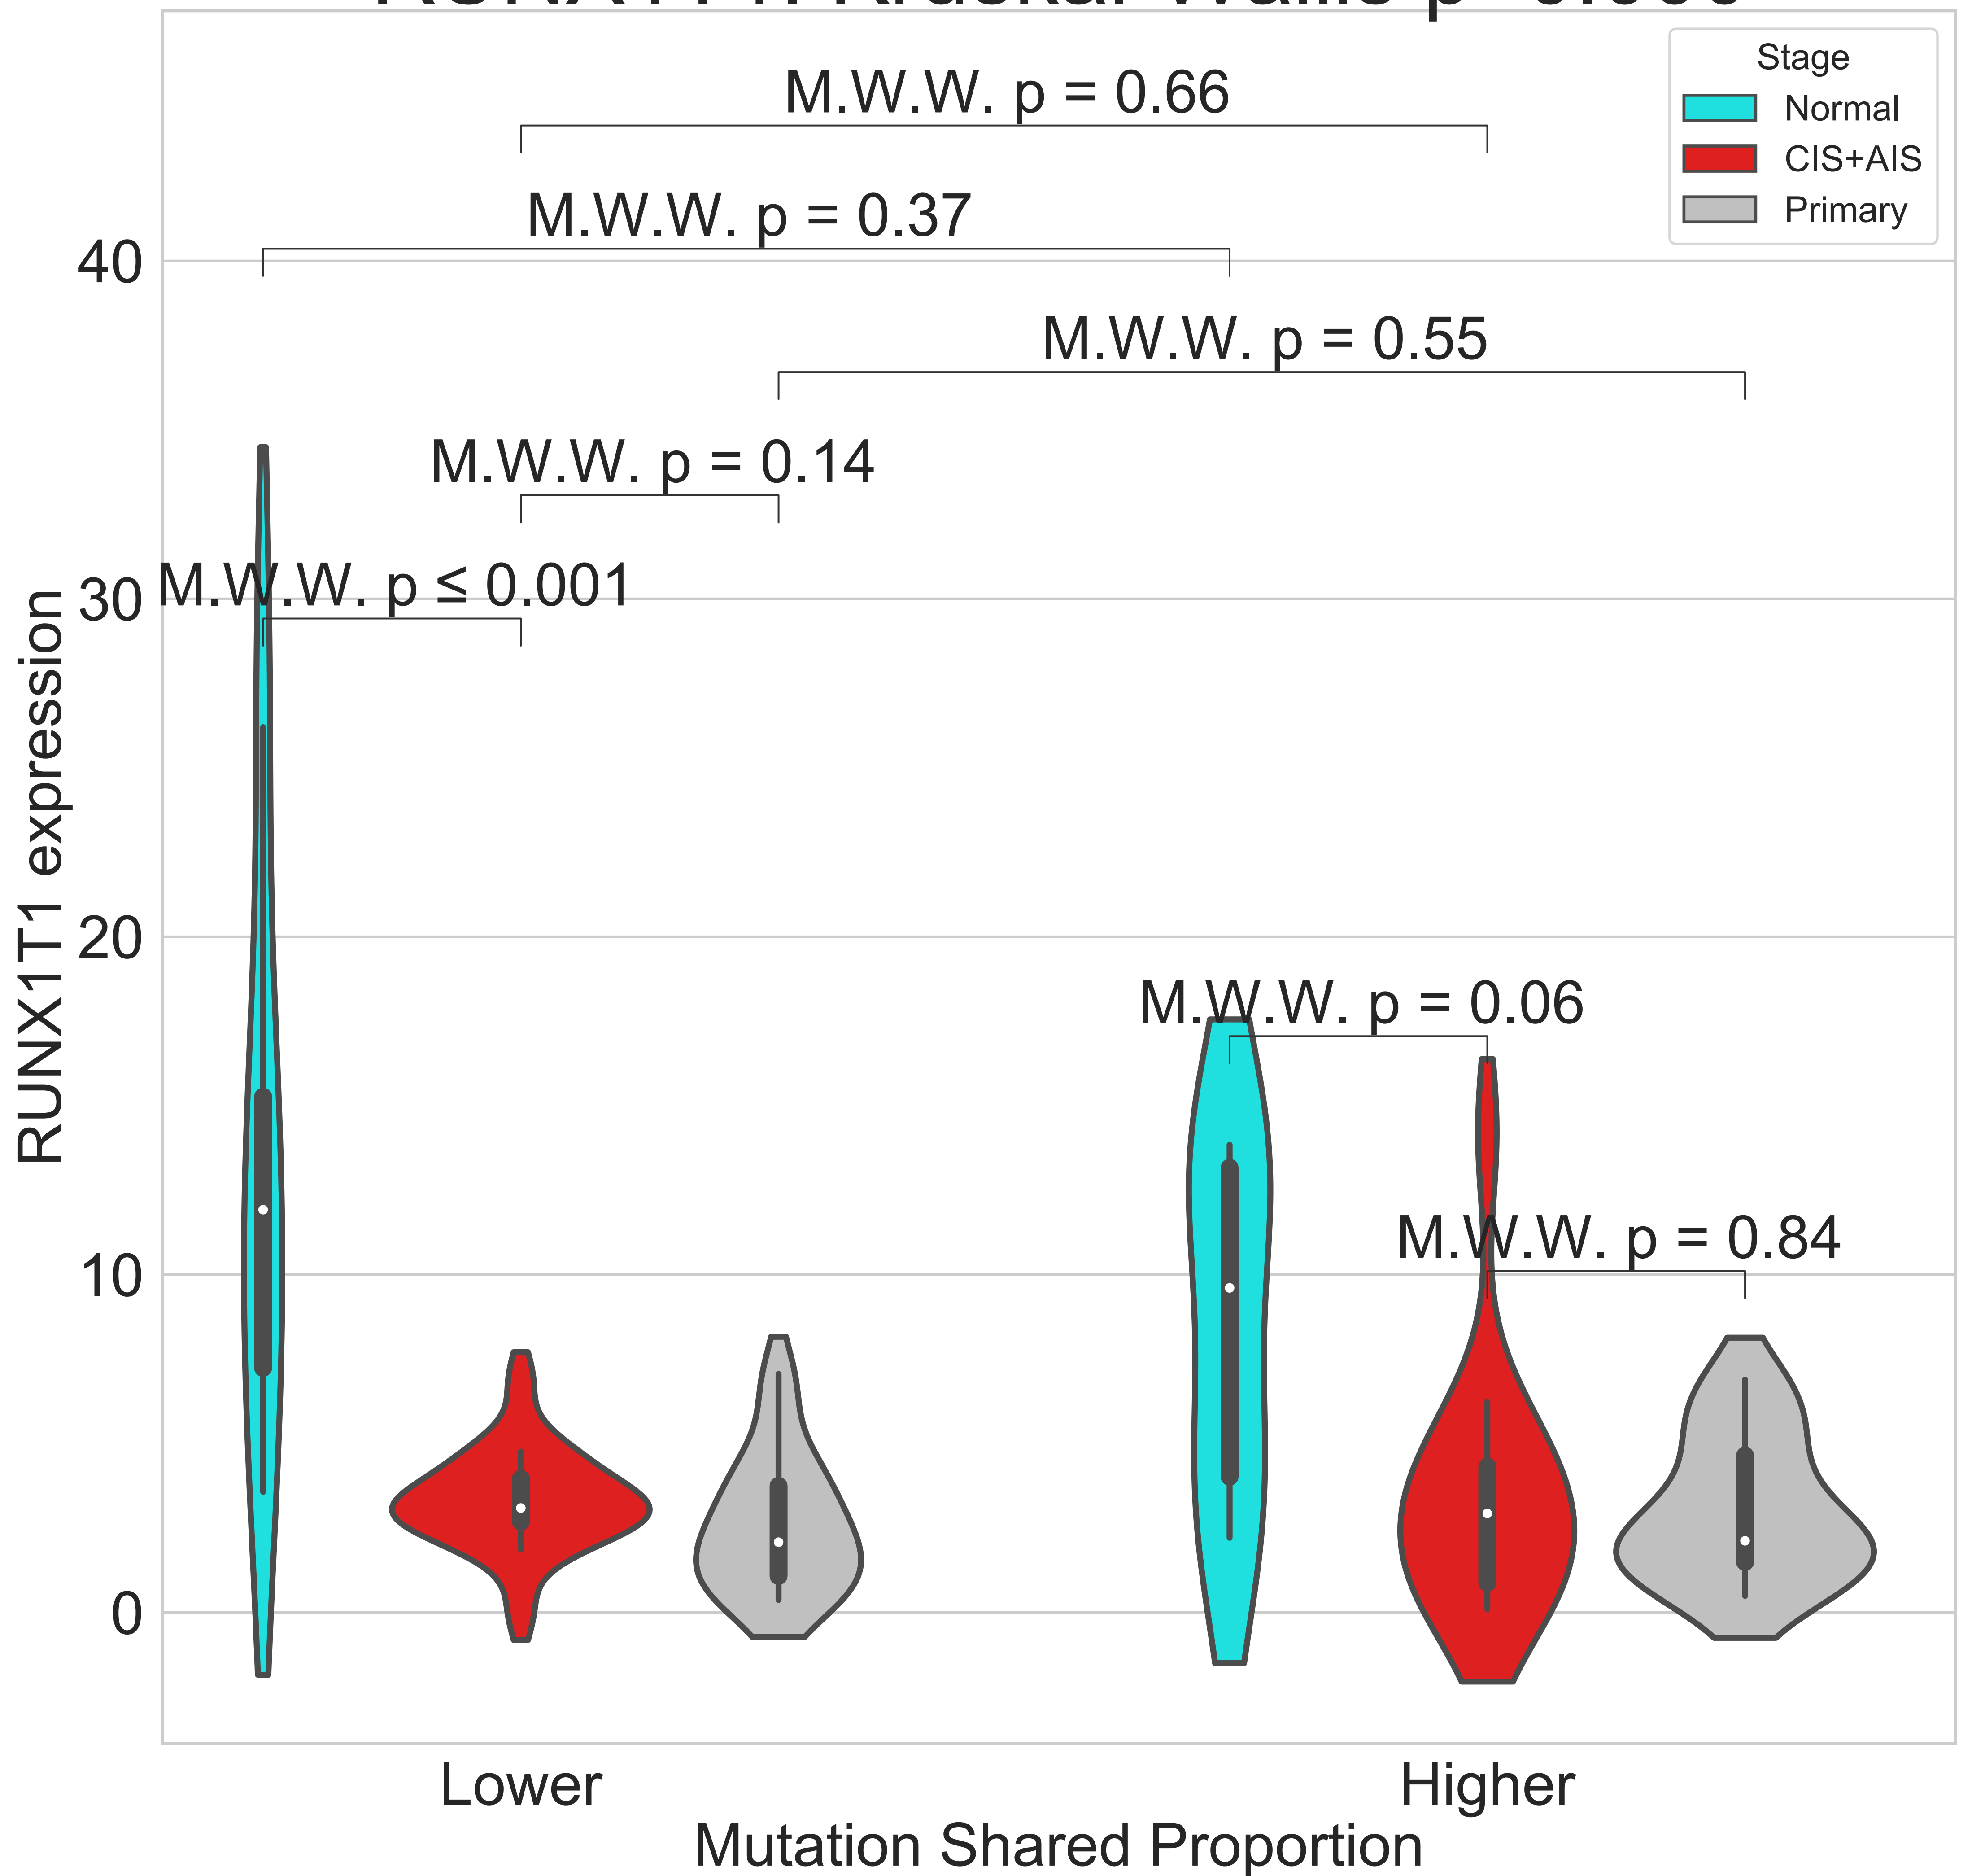 M.W.W. p = 0.66
M.W.W. p = 0.37
M.W.W. p = 0.55
M.W.W. p = 0.14
M.W.W. p ≤ 0.001
M.W.W. p = 0.06
M.W.W. p = 0.84
Stage
Normal
CIS+AIS
Primary
RUNX1T1 expression
40
30
20
10
0
Lower
Higher
Mutation Shared Proportion